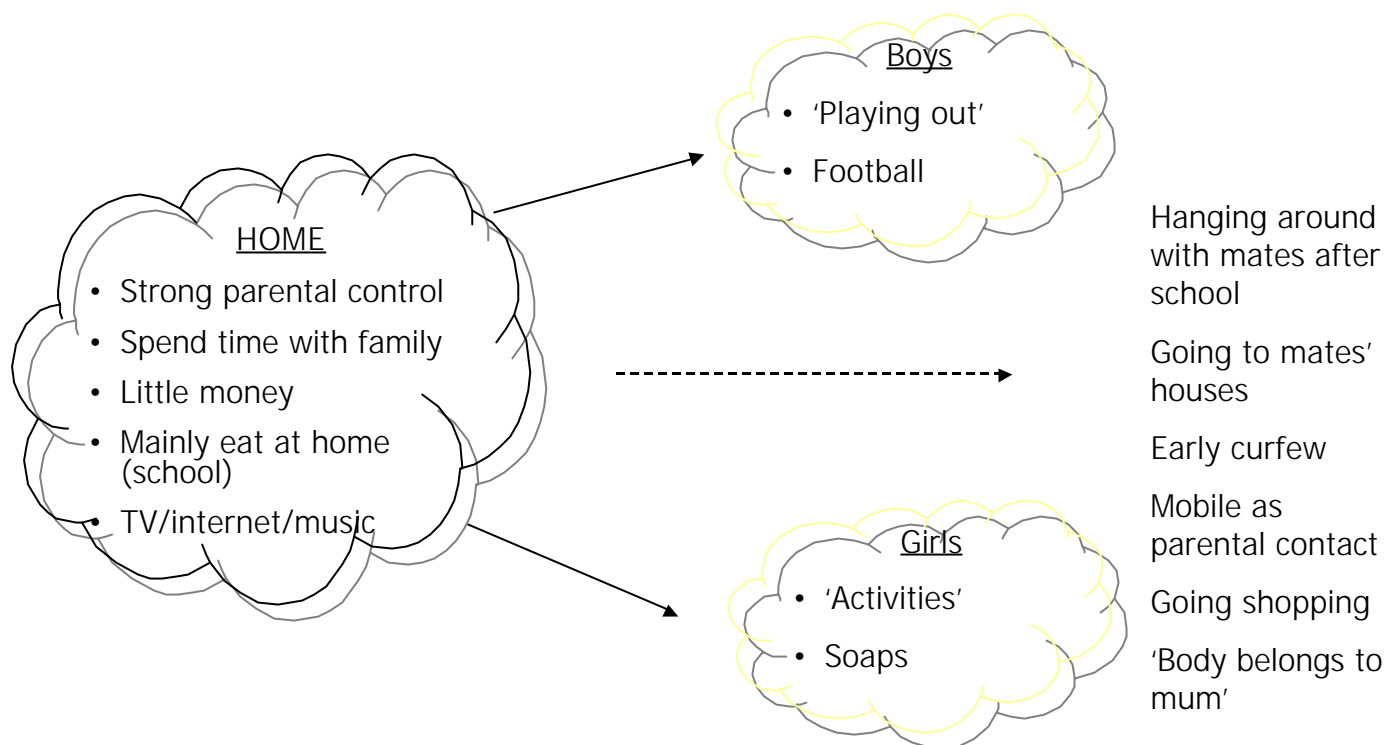 HOME
• Strong parental control
• Spend time with family
• Little money
• Mainly eat at home
(school)
• TV/internet/music
Boys
• ‘Playing out’
• Football
Girls
• ‘Activities’
• Soaps
Hanging around
with mates after
school
Going to mates’
houses
Early curfew
Mobile as
parental contact
Going shopping
‘Body belongs to
mum’